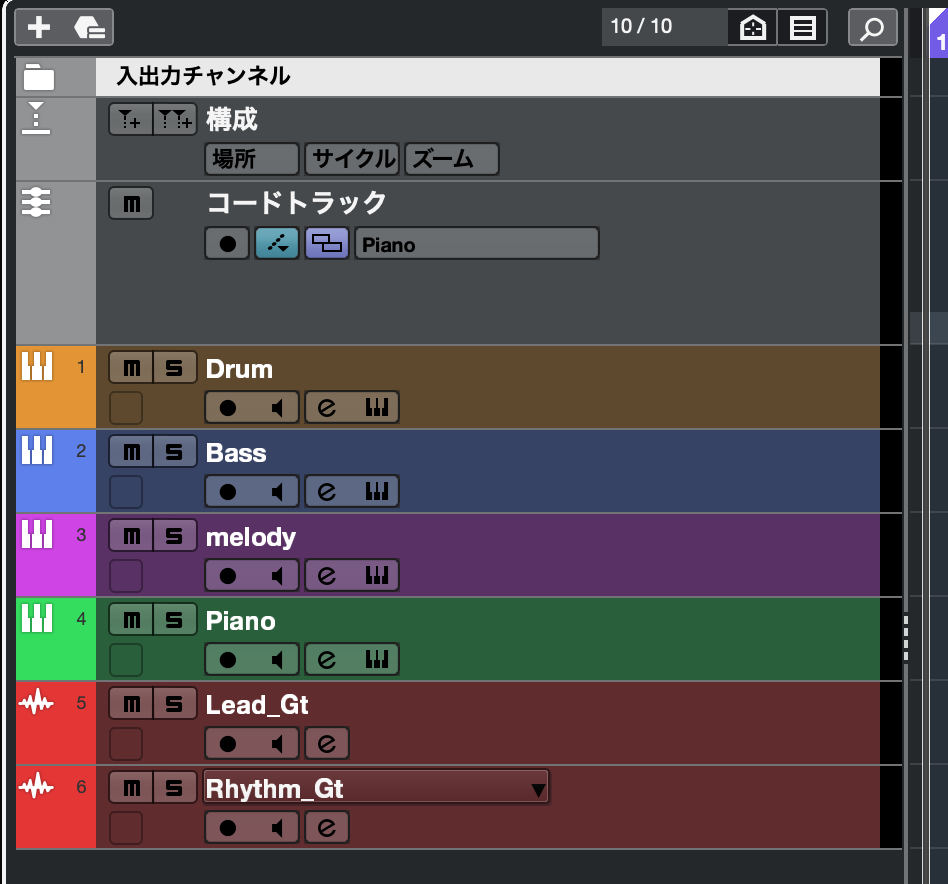 10 / 10
1
入出力チャンネル
構成
場所 サイクル ズーム
m コードトラック
Piano
1 m S Drum
e
2 m S Bass
e
3 m S melody
e
4 m S Piano
e
5 m S Lead_Gt
e
6 m S Rhythm_Gt
e